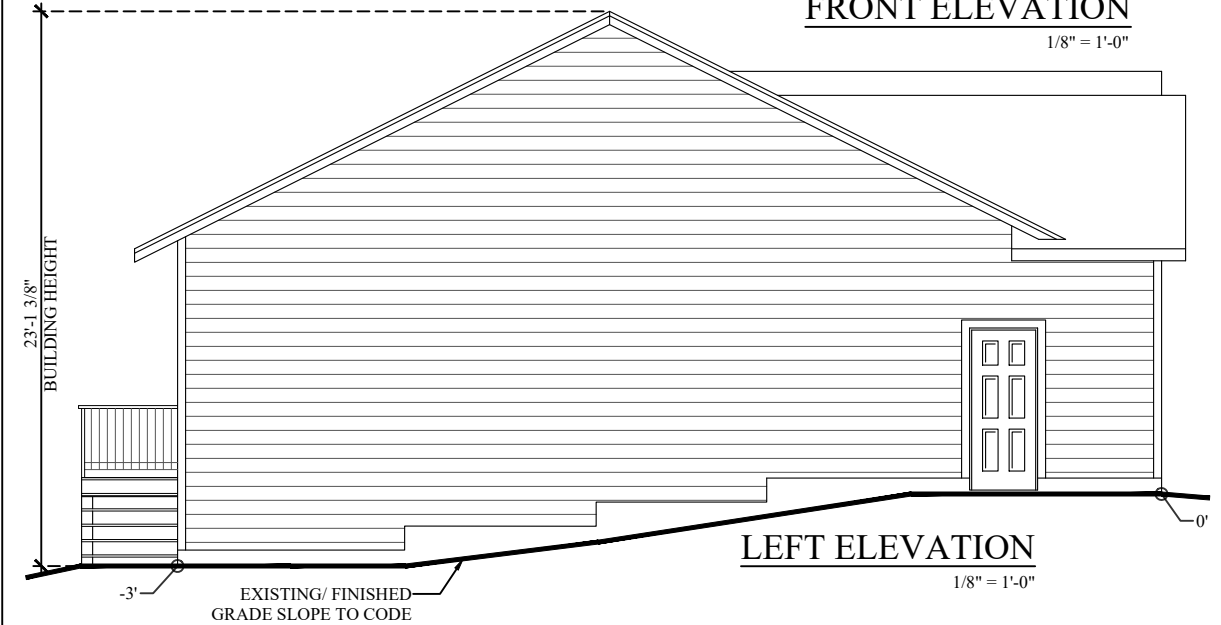 FRONT ELEVATION
1/8" = 1'-0"
23'-1 3/8"
BUILDING HEIGHT
0'
LEFT ELEVATION
1/8" = 1'-0"
-3'
EXISTING/ FINISHED
GRADE SLOPE TO CODE